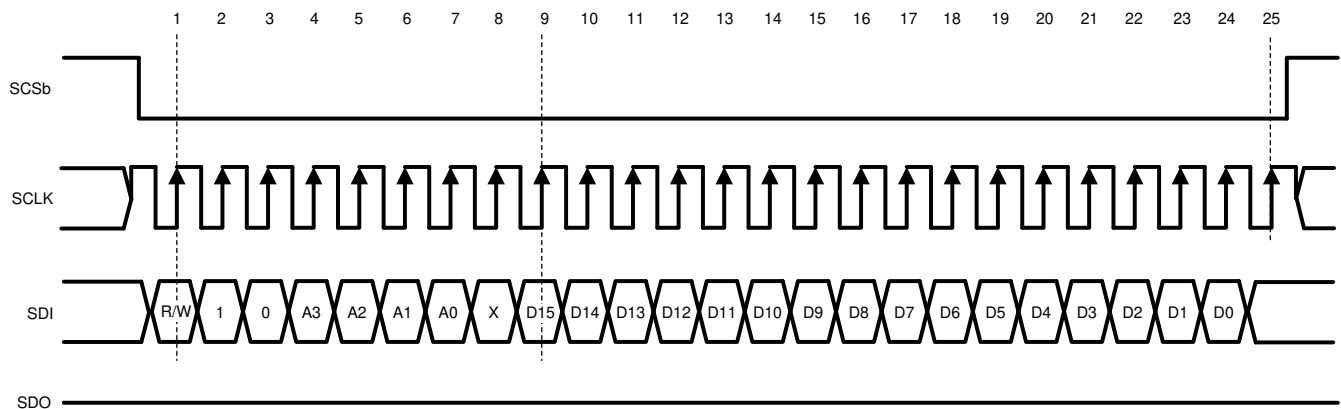 1 2 3 4 5 6 7 8 9 10 11 12 13 14 15 16 17 18 19 20 21 22 23 24 25
SCSb
SCLK
SDI R/W 1 0 A3 A2 A1 A0 X D15 D14 D13 D12 D11 D10 D9 D8 D7 D6 D5 D4 D3 D2 D1 D0
SDO